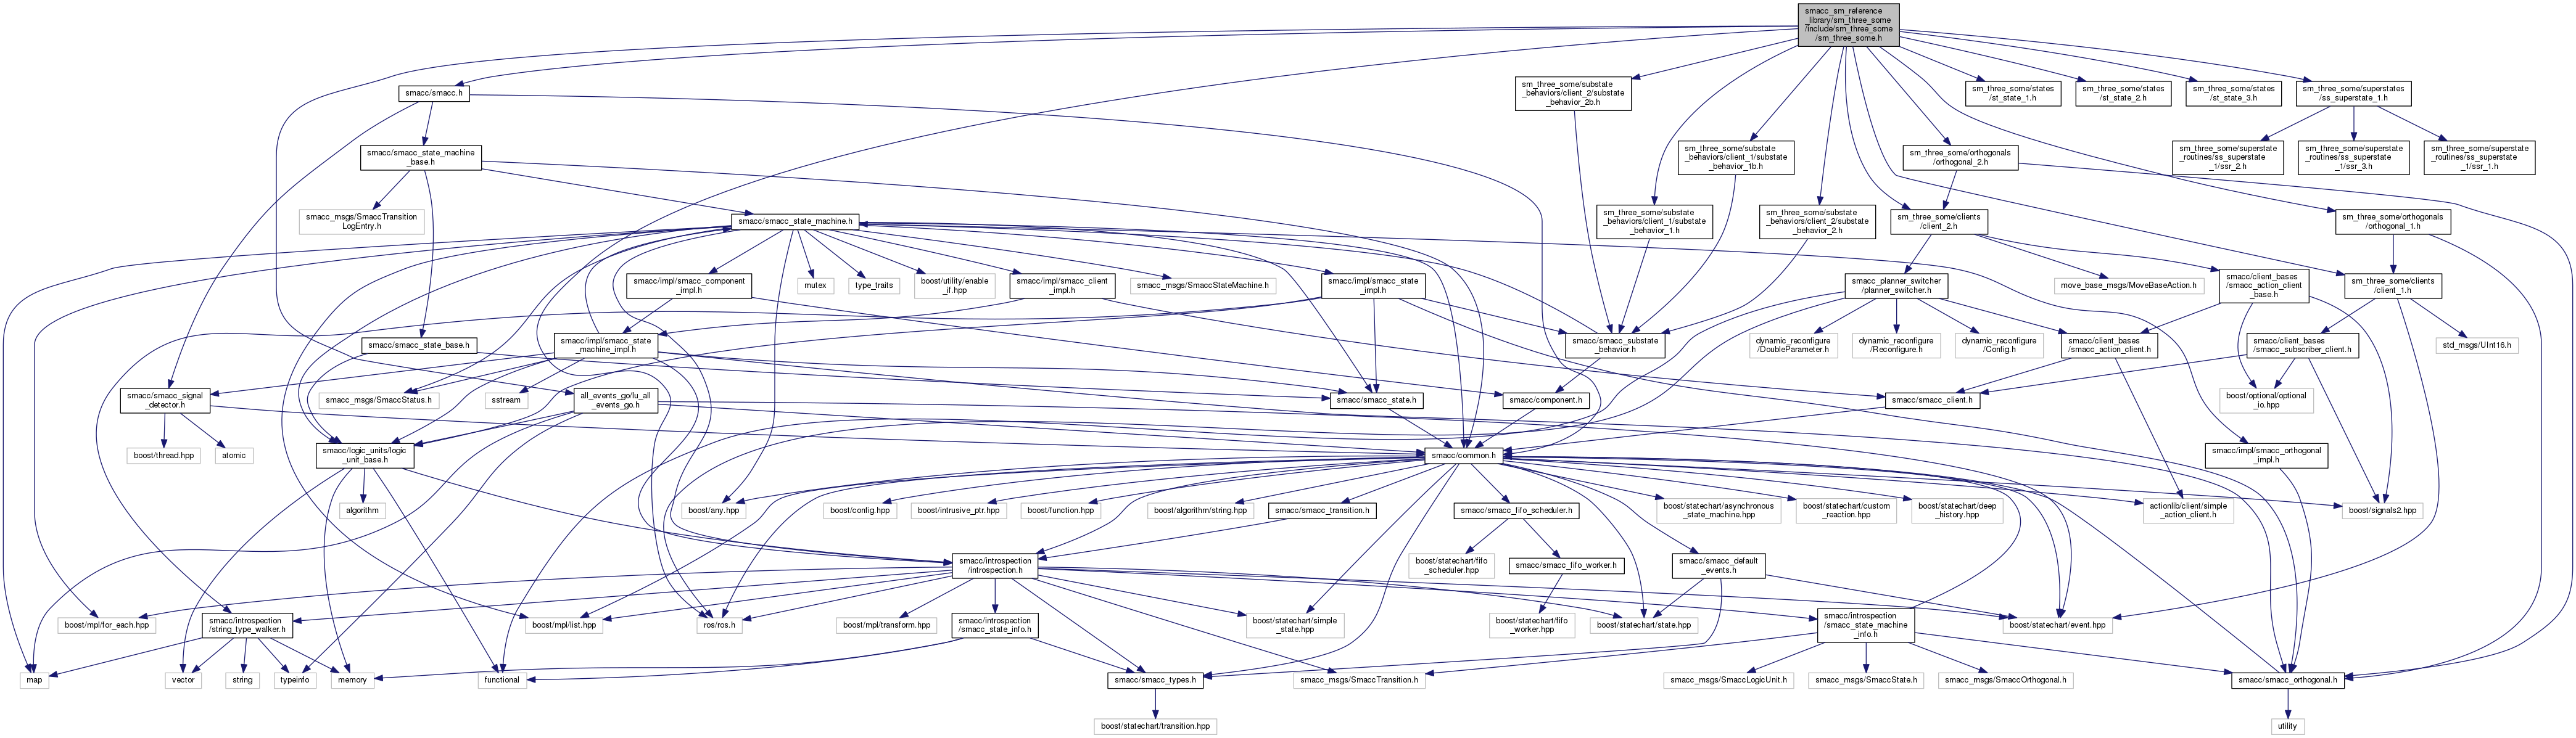 smacc_sm_reference
_library/sm_three_some
/include/sm_three_some
/sm_three_some.h
smacc/smacc.h
sm_three_some/substate
_behaviors/client_2/substate
_behavior_2b.h
sm_three_some/states
/st_state_1.h
sm_three_some/states
/st_state_2.h
sm_three_some/states
/st_state_3.h
sm_three_some/superstates
/ss_superstate_1.h
smacc/smacc_state_machine
_base.h
sm_three_some/substate
_behaviors/client_1/substate
_behavior_1b.h
sm_three_some/orthogonals
/orthogonal_2.h
sm_three_some/superstate
_routines/ss_superstate
_1/ssr_2.h
sm_three_some/superstate
_routines/ss_superstate
_1/ssr_3.h
sm_three_some/superstate
_routines/ss_superstate
_1/ssr_1.h
smacc_msgs/SmaccTransition
LogEntry.h
smacc/smacc_state_machine.h
sm_three_some/substate
_behaviors/client_1/substate
_behavior_1.h
sm_three_some/substate
_behaviors/client_2/substate
_behavior_2.h
sm_three_some/clients
/client_2.h
sm_three_some/orthogonals
/orthogonal_1.h
smacc/impl/smacc_component
_impl.h
mutex
type_traits
boost/utility/enable
_if.hpp
smacc/impl/smacc_client
_impl.h
smacc_msgs/SmaccStateMachine.h
smacc/impl/smacc_state
_impl.h
smacc_planner_switcher
/planner_switcher.h
move_base_msgs/MoveBaseAction.h
smacc/client_bases
/smacc_action_client
_base.h
sm_three_some/clients
/client_1.h
smacc/smacc_state_base.h
smacc/impl/smacc_state
_machine_impl.h
smacc/smacc_substate
_behavior.h
dynamic_reconfigure
/DoubleParameter.h
dynamic_reconfigure
/Reconfigure.h
dynamic_reconfigure
/Config.h
smacc/client_bases
/smacc_action_client.h
smacc/client_bases
/smacc_subscriber_client.h
std_msgs/UInt16.h
smacc/smacc_signal
_detector.h
smacc_msgs/SmaccStatus.h
sstream
all_events_go/lu_all
_events_go.h
smacc/smacc_state.h
smacc/component.h
smacc/smacc_client.h
boost/optional/optional
_io.hpp
boost/thread.hpp
atomic
smacc/logic_units/logic
_unit_base.h
smacc/common.h
smacc/impl/smacc_orthogonal
_impl.h
algorithm
boost/any.hpp
boost/config.hpp
boost/intrusive_ptr.hpp
boost/function.hpp
boost/algorithm/string.hpp
smacc/smacc_transition.h
smacc/smacc_fifo_scheduler.h
boost/statechart/asynchronous
_state_machine.hpp
boost/statechart/custom
_reaction.hpp
boost/statechart/deep
_history.hpp
actionlib/client/simple
_action_client.h
boost/signals2.hpp
smacc/introspection
/introspection.h
boost/statechart/fifo
_scheduler.hpp
smacc/smacc_fifo_worker.h
smacc/smacc_default
_events.h
boost/mpl/for_each.hpp
smacc/introspection
/string_type_walker.h
boost/mpl/list.hpp
ros/ros.h
boost/mpl/transform.hpp
smacc/introspection
/smacc_state_info.h
boost/statechart/simple
_state.hpp
boost/statechart/fifo
_worker.hpp
boost/statechart/state.hpp
smacc/introspection
/smacc_state_machine
_info.h
boost/statechart/event.hpp
map
vector
string
typeinfo
memory
functional
smacc/smacc_types.h
smacc_msgs/SmaccTransition.h
smacc_msgs/SmaccLogicUnit.h
smacc_msgs/SmaccState.h
smacc_msgs/SmaccOrthogonal.h
smacc/smacc_orthogonal.h
boost/statechart/transition.hpp
utility